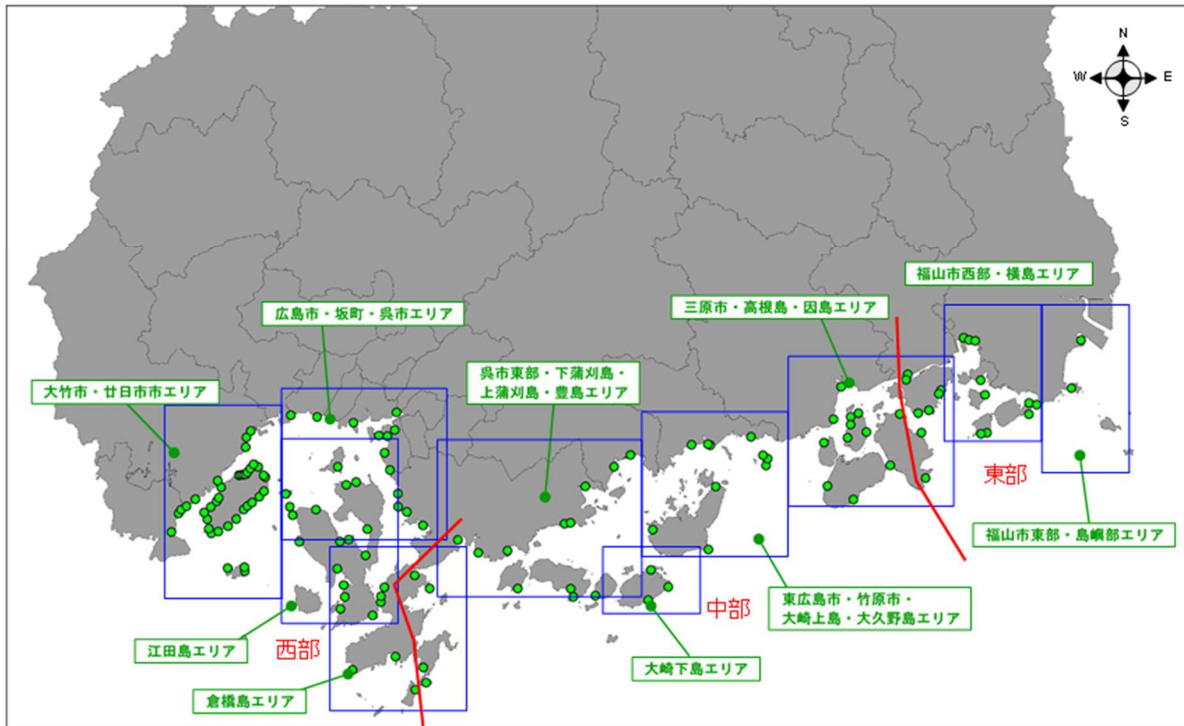 N
W E
S
福山市西部・横島エリア
三原市・高根島・因島エリア
広島市・坂町・呉市エリア
呉市東部・下蒲刈島・
上蒲刈島・豊島エリア
大竹市・廿日市市エリア
東部
福山市東部・島嶼部エリア
東広島市・竹原市・
大崎上島・大久野島エリア
中部
江田島エリア
西部
大崎下島エリア
倉橋島エリア